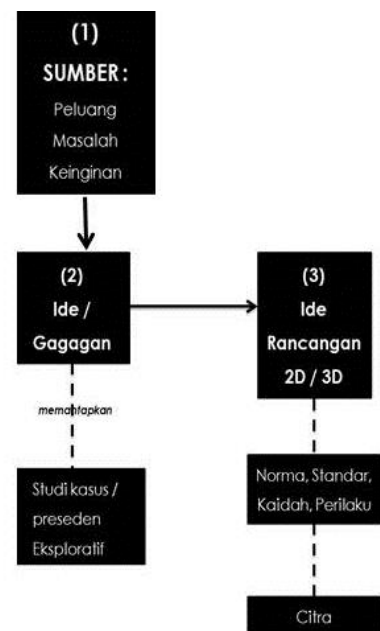 (1)
SUMBER :
Peluang
Masalah
Keinginan
(2)
Ide /
Gagagan
(3)
Ide
Rancangan
2D / 3D
memantapkan
Studi kasus /
preseden
Eksploratif
Norma, Standar,
Kaidah, Perilaku
Citra